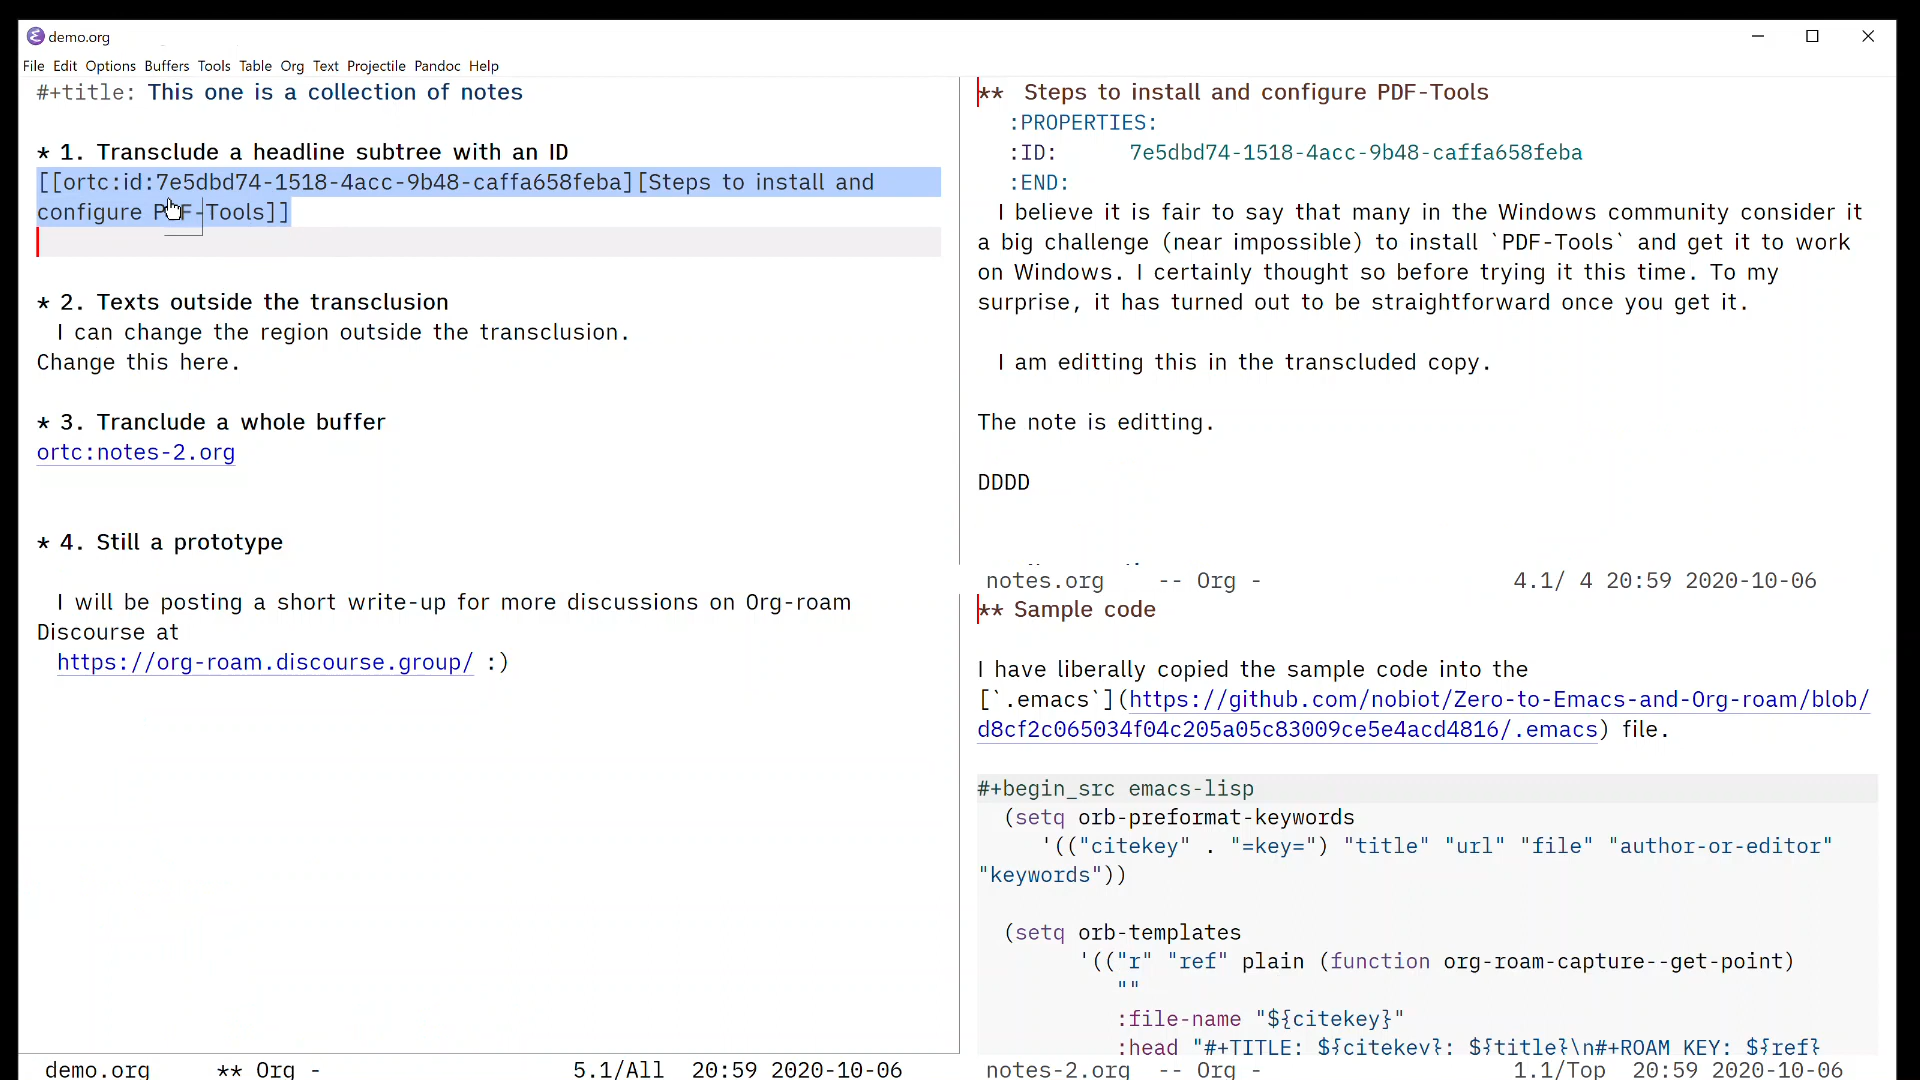 demo.org
File Edit Options Buffers Tools Table Org Text Projectile Pandoc Help
#+title: This one is a collection of notes
* 1. Transclude a headline subtree with an ID
[[ortc:id:7e5dbd74-1518-4acc-9b48-caffa658feba][Steps to install and
configure PDF-Tools]]
* 2. Texts outside the transclusion
I can change the region outside the transclusion.
Change this here.
* 3. Tranclude a whole buffer
ortc:notes-2.org
* 4. Still a prototype
I will be posting a short write-up for more discussions on Org-roam
Discourse at
https://org-roam.discourse.group/ :)
demo.org ** Org - 5.1/All 20:59 2020-10-06
** Steps to install and configure PDF-Tools
:PROPERTIES:
:ID: 7e5dbd74-1518-4acc-9b48-caffa658feba
:END:
I believe it is fair to say that many in the Windows community consider it
a big challenge (near impossible) to install `PDF-Tools` and get it to work
on Windows. I certainly thought so before trying it this time. To my
surprise, it has turned out to be straightforward once you get it.
I am editting this in the transcluded copy.
The note is editting.
DDDD
notes.org -- Org - 4.1/ 4 20:59 2020-10-06
** Sample code
I have liberally copied the sample code into the
[`.emacs`](https://github.com/nobiot/Zero-to-Emacs-and-Org-roam/blob/
d8cf2c065034f04c205a05c83009ce5e4acd4816/.emacs) file.
#+begin_src emacs-lisp
(setq orb-preformat-keywords
'(("citekey" . "=key=") "title" "url" "file" "author-or-editor"
"keywords"))
(setq orb-templates
'(("r" "ref" plain (function org-roam-capture--get-point)
""
:file-name "${citekey}"
:head "#+TITLE: ${citekey}: ${title}\n#+ROAM_KEY: ${ref}
notes-2.org -- Org - 1.1/Top 20:59 2020-10-06